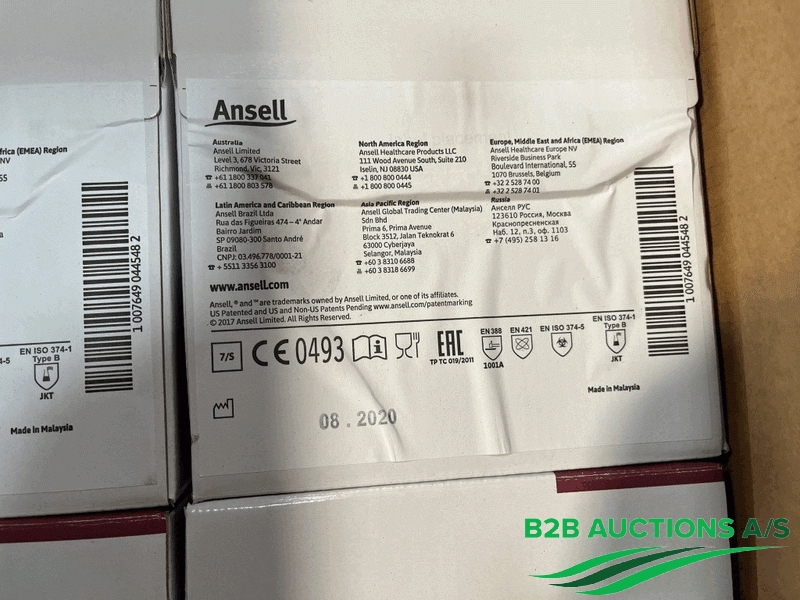 Ansell
Australia
Ansell Limited
Level 3, 678 Victoria Street
Richmond, Vic, 3121
+61 1800 337 041
+61 1800 803 578
North America Region
Ansell Healthcare Products LLC
111 Wood Avenue South, Suite 210
Iselin, NJ 08830 USA
+1 800 800 0444
+1 800 800 0445
Europe, Middle East and Africa (EMEA) Region
Ansell Healthcare Europe NV
Riverside Business Park
Boulevard International, 55
1070 Brussels, Belgium
+32 2 528 74 00
+32 2 528 74 01
Latin America and Caribbean Region
Ansell Brazil Ltda
Rua das Figueiras 474 – 4° Andar
Bairro Jardim
SP 09080-300 Santo André
Brazil
CNPJ: 03.496.778/0001-21
+ 5511 3356 3100
Asia Pacific Region
Ansell Global Trading Center (Malaysia)
Sdn Bhd
Prima 6, Prima Avenue
Block 3512, Jalan Teknokrat 6
63000 Cyberjaya
Selangor, Malaysia
+60 3 8310 6688
+60 3 8318 6699
Russia
Анселл РУС
123610 Россия, Москва
Краснопресненская
Наб. 12, п.3, оф. 1103
+7 (495) 258 13 16
www.ansell.com
Ansell,® and ™ are trademarks owned by Ansell Limited, or one of its affiliates.
US Patented and US and Non-US Patents Pending www.ansell.com/patentmarking
© 2017 Ansell Limited. All Rights Reserved.
7/S
CE 0493
EAC
TP TC 019/2011
EN 388
1001A
EN 421
EN ISO 374-5
EN ISO 374-1
Type B
JKT
Made in Malaysia
08 . 2020
1 007649 044548 2
frica (EMEA) Region
NV
55
1 007649 044548 2
4-5
EN ISO 374-1
Type B
JKT
Made in Malaysia
B2B AUCTIONS A/S